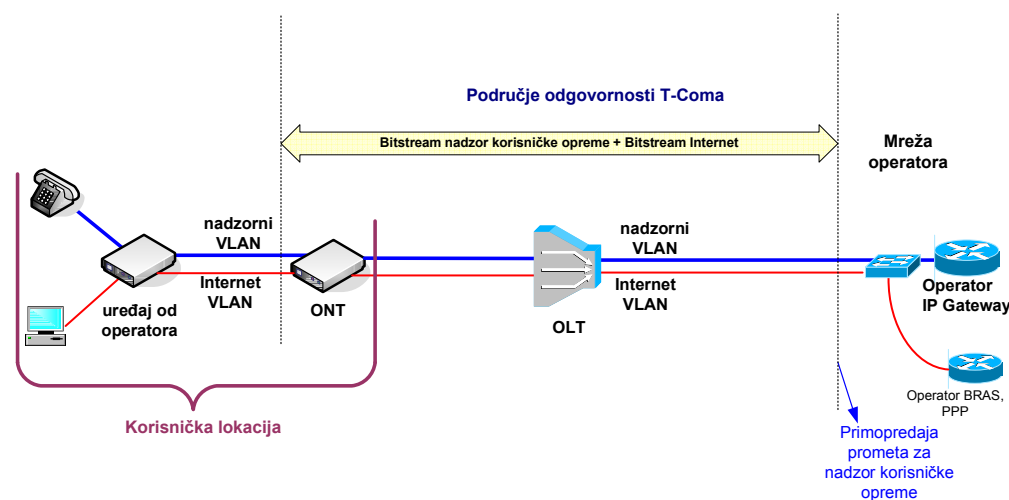 Područje odgovornosti T-Coma
Bitstream nadzor korisničke opreme + Bitstream Internet
Mreža
operatora
nadzorni
VLAN
Internet
VLAN
uređaj od
operatora
ONT
nadzorni
VLAN
Internet
VLAN
OLT
Operator
IP Gateway
Operator BRAS,
PPP
Korisnička lokacija
Primopredaja
prometa za
nadzor korisničke
opreme